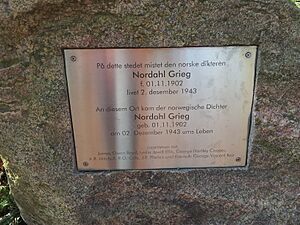 På dette stedet mistet den norske dikteren
Nordahl Grieg
f. 01.11.1902
livet 2. desember 1943
An diesem Ort kam der norwegische Dichter
Nordahl Grieg
geb. 01.11.1902
am 02. Dezember 1943 ums Leben